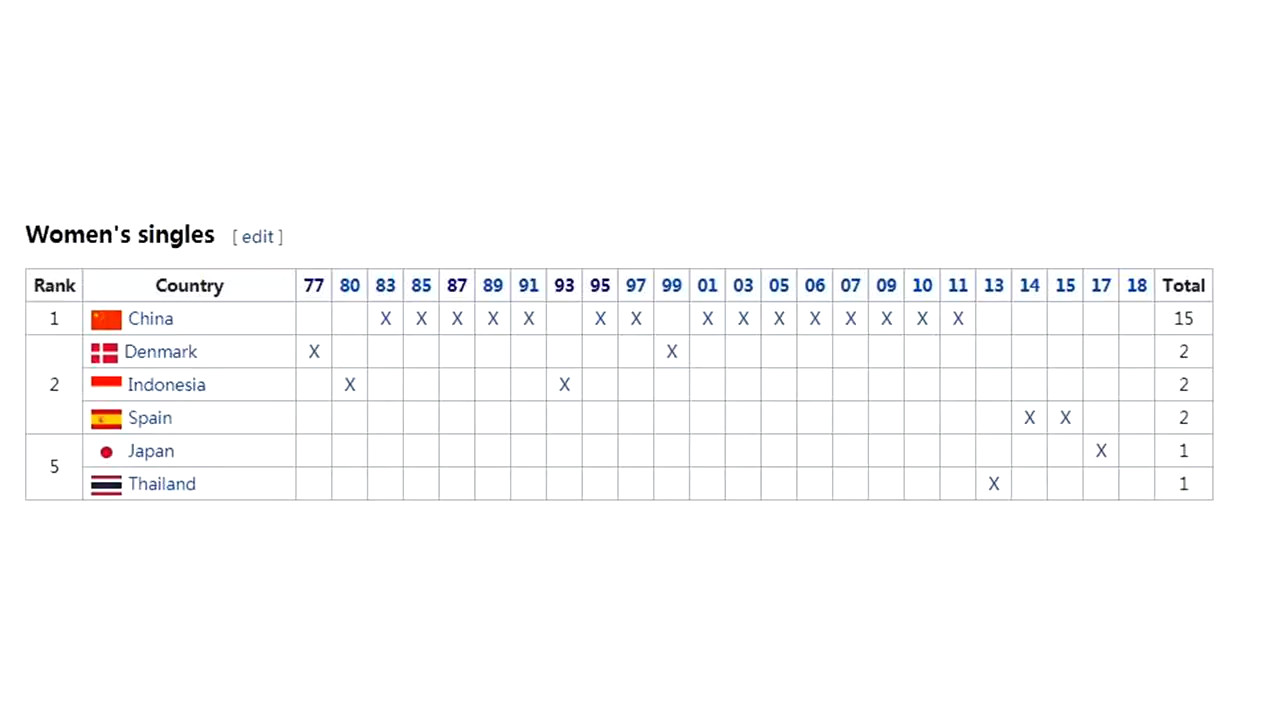 Women's singles [ edit ]
Rank Country 77 80 83 85 87 89 91 93 95 97 99 01 03 05 06 07 09 10 11 13 14 15 17 18 Total
1 China X X X X X X X X X X X X X X X 15
Denmark X X 2
2 Indonesia X X 2
Spain X X 2
Japan X 1
5
Thailand X 1